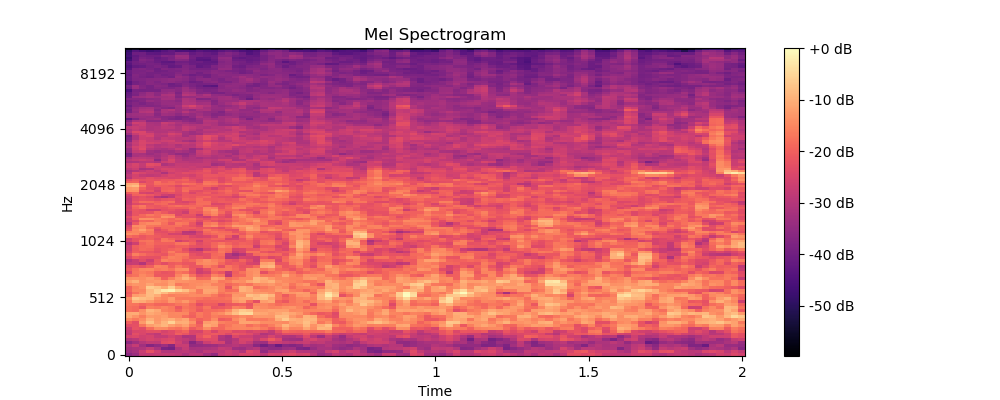 Mel Spectrogram
Hz
8192
4096
2048
1024
512
0
0
0.5
1
1.5
2
Time
+0 dB
-10 dB
-20 dB
-30 dB
-40 dB
-50 dB